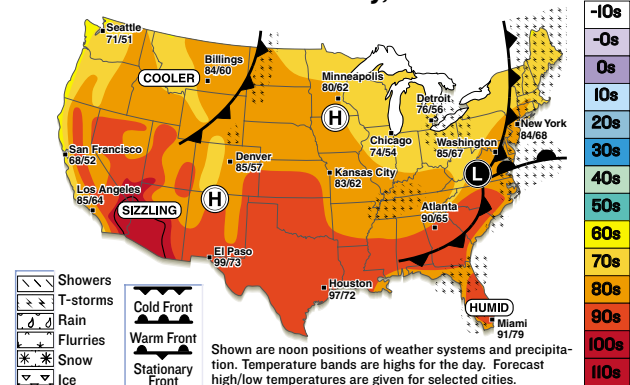 Seattle
71/51
Billings
84/60
COOLER
Minneapolis
80/62
H
Detroit
76/56
Chicago
74/54
New York
84/68
Washington
85/67
San Francisco
68/52
Denver
85/57
Kansas City
83/62
L
Los Angeles
85/64
SIZZLING
H
Atlanta
90/65
El Paso
99/73
Houston
97/72
HUMID
Miami
91/79
Showers
T-storms
Rain
Flurries
Snow
Ice
Cold Front
Warm Front
Stationary
Front
Shown are noon positions of weather systems and precipita-
tion. Temperature bands are highs for the day. Forecast
high/low temperatures are given for selected cities.
-10s
-0s
0s
10s
20s
30s
40s
50s
60s
70s
80s
90s
100s
110s